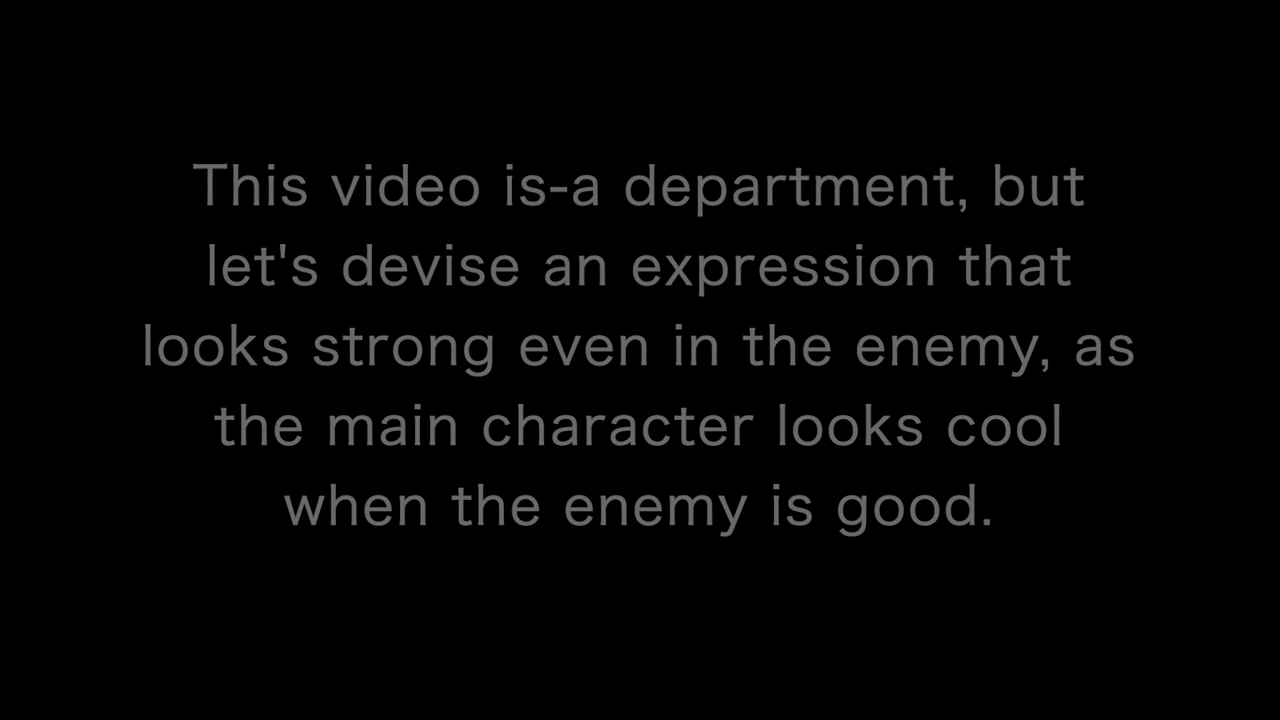 This video is-a department, but
let's devise an expression that
looks strong even in the enemy, as
the main character looks cool
when the enemy is good.